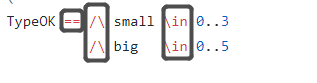 TypeOK == /\ small \in 0..3
/\ big \in 0..5